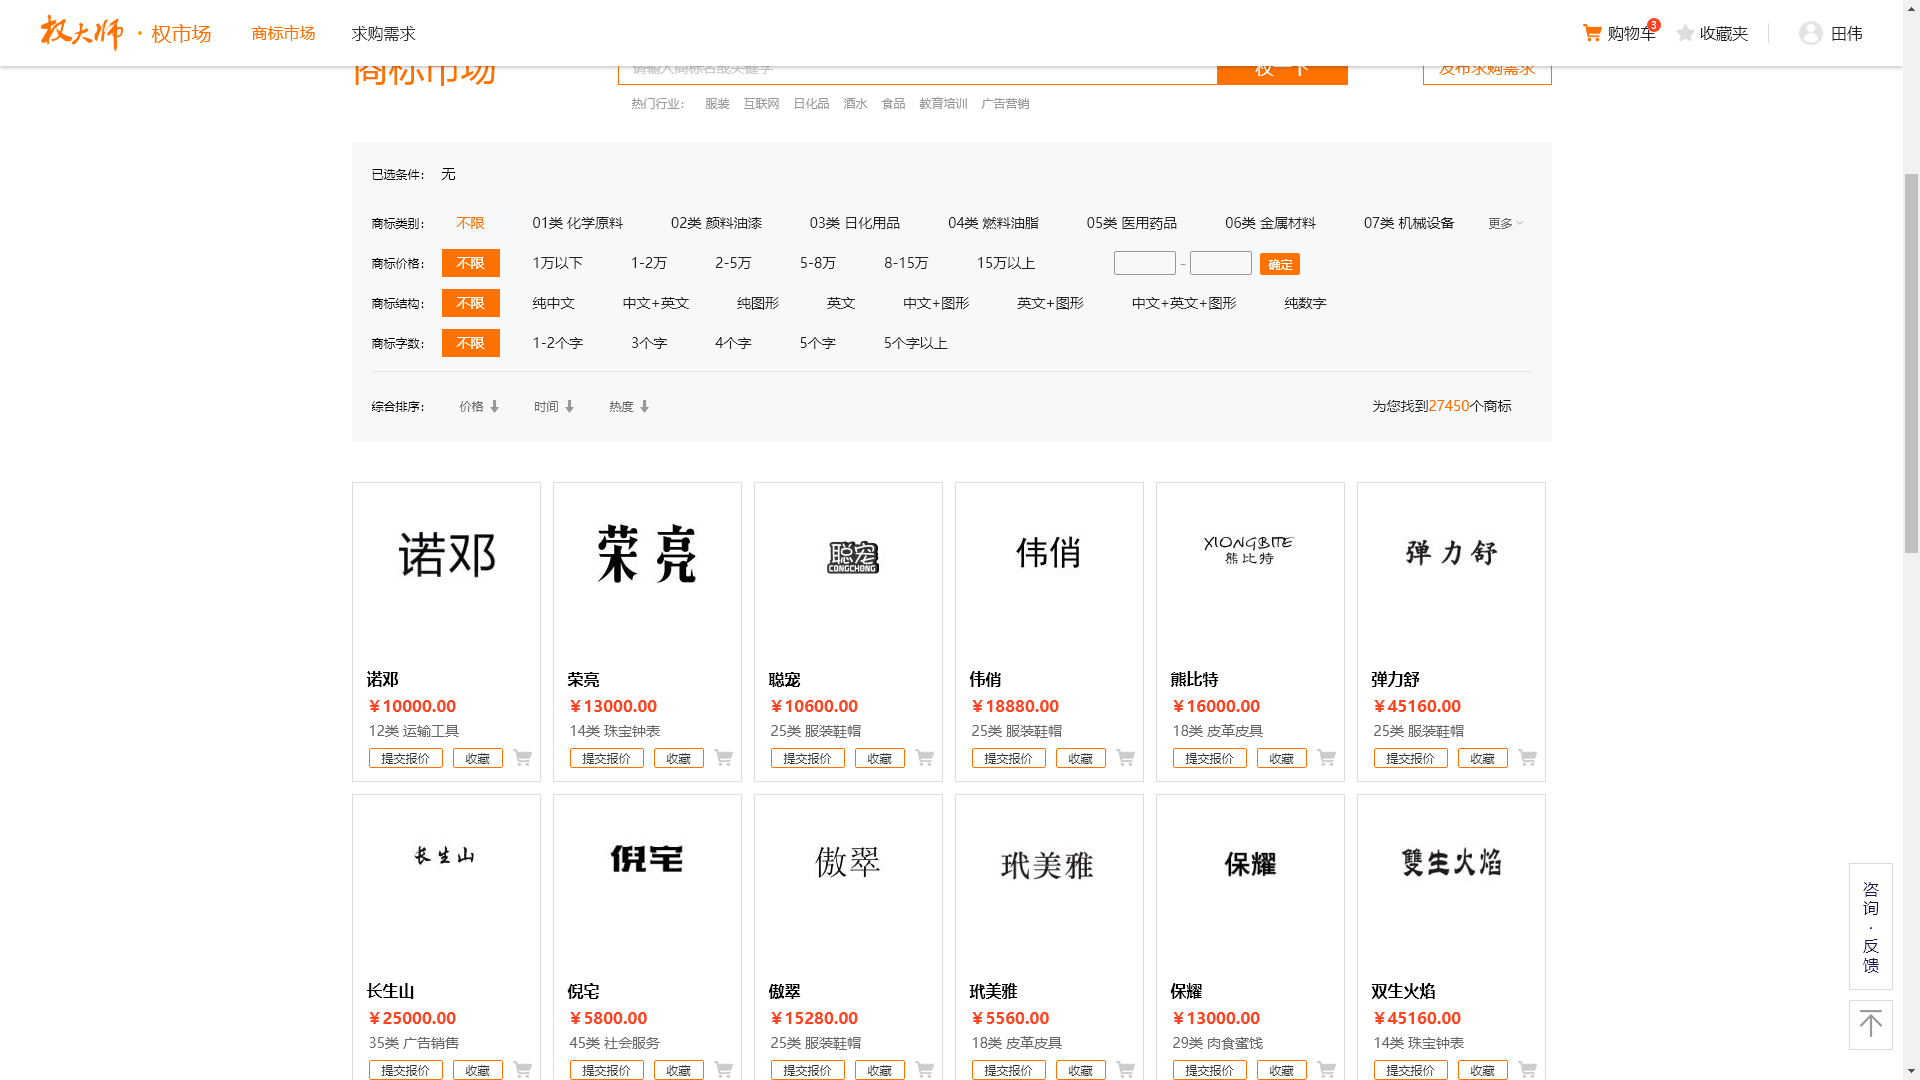 权大师 · 权市场 商标市场 求购需求 购物车 3 收藏夹 田伟
商标市场 请输入商标名或关键字 权一下 发布求购需求
热门行业： 服装 互联网 日化品 酒水 食品 教育培训 广告营销
已选条件： 无
商标类别： 不限 01类 化学原料 02类 颜料油漆 03类 日化用品 04类 燃料油脂 05类 医用药品 06类 金属材料 07类 机械设备 更多
商标价格： 不限 1万以下 1-2万 2-5万 5-8万 8-15万 15万以上 - 确定
商标结构： 不限 纯中文 中文+英文 纯图形 英文 中文+图形 英文+图形 中文+英文+图形 纯数字
商标字数： 不限 1-2个字 3个字 4个字 5个字 5个字以上
综合排序： 价格 时间 热度 为您找到27450个商标
诺邓 荣亮 聪宠 CONGCHONG 伟俏 XIONGBITE 熊比特 弹力舒
诺邓 荣亮 聪宠 伟俏 熊比特 弹力舒
￥10000.00 ￥13000.00 ￥10600.00 ￥18880.00 ￥16000.00 ￥45160.00
12类 运输工具 14类 珠宝钟表 25类 服装鞋帽 25类 服装鞋帽 18类 皮革皮具 25类 服装鞋帽
提交报价 收藏 提交报价 收藏 提交报价 收藏 提交报价 收藏 提交报价 收藏 提交报价 收藏
长生山 倪宅 傲翠 玳美雅 保耀 雙生火焰
长生山 倪宅 傲翠 玳美雅 保耀 双生火焰
￥25000.00 ￥5800.00 ￥15280.00 ￥5560.00 ￥13000.00 ￥45160.00
35类 广告销售 45类 社会服务 25类 服装鞋帽 18类 皮革皮具 29类 肉食蜜饯 14类 珠宝钟表
提交报价 收藏 提交报价 收藏 提交报价 收藏 提交报价 收藏 提交报价 收藏 提交报价 收藏
咨询·反馈